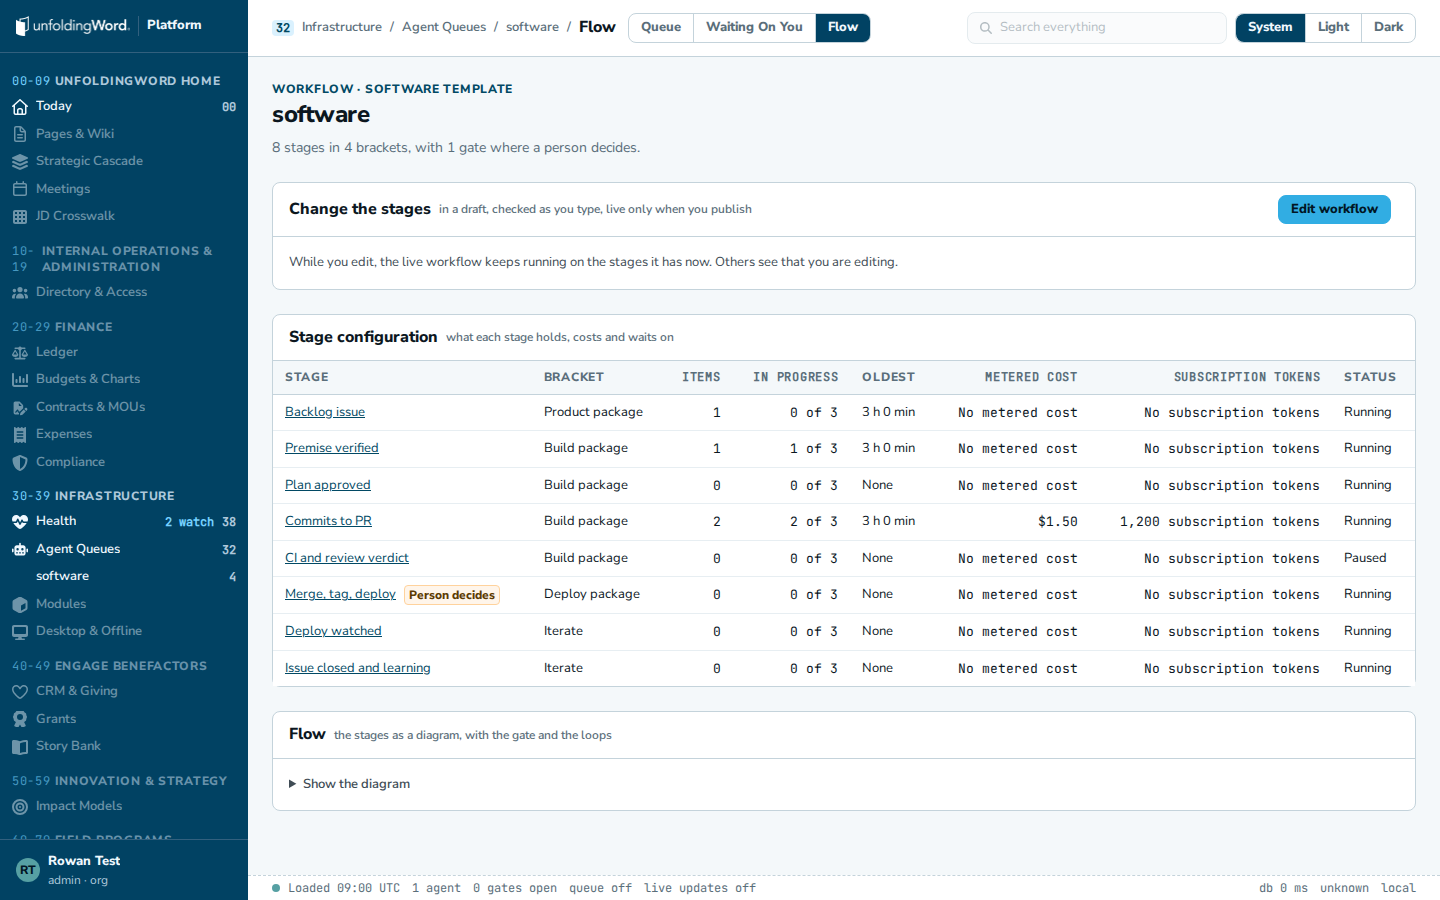 unfoldingWord Platform
00-09 UNFOLDINGWORD HOME
Today 00
Pages & Wiki
Strategic Cascade
Meetings
JD Crosswalk
10-19 INTERNAL OPERATIONS & ADMINISTRATION
Directory & Access
20-29 FINANCE
Ledger
Budgets & Charts
Contracts & MOUs
Expenses
Compliance
30-39 INFRASTRUCTURE
Health 2 watch 38
Agent Queues 32
software 4
Modules
Desktop & Offline
40-49 ENGAGE BENEFACTORS
CRM & Giving
Grants
Story Bank
50-59 INNOVATION & STRATEGY
Impact Models
60-70 FIELD PROGRAMS
RT Rowan Test
admin · org
32 Infrastructure / Agent Queues / software / Flow Queue Waiting On You Flow Search everything System Light Dark
WORKFLOW · SOFTWARE TEMPLATE
software
8 stages in 4 brackets, with 1 gate where a person decides.
Change the stages in a draft, checked as you type, live only when you publish Edit workflow
While you edit, the live workflow keeps running on the stages it has now. Others see that you are editing.
Stage configuration what each stage holds, costs and waits on
STAGE BRACKET ITEMS IN PROGRESS OLDEST METERED COST SUBSCRIPTION TOKENS STATUS
Backlog issue Product package 1 0 of 3 3 h 0 min No metered cost No subscription tokens Running
Premise verified Build package 1 1 of 3 3 h 0 min No metered cost No subscription tokens Running
Plan approved Build package 0 0 of 3 None No metered cost No subscription tokens Running
Commits to PR Build package 2 2 of 3 3 h 0 min $1.50 1,200 subscription tokens Running
CI and review verdict Build package 0 0 of 3 None No metered cost No subscription tokens Paused
Merge, tag, deploy Person decides Deploy package 0 0 of 3 None No metered cost No subscription tokens Running
Deploy watched Iterate 0 0 of 3 None No metered cost No subscription tokens Running
Issue closed and learning Iterate 0 0 of 3 None No metered cost No subscription tokens Running
Flow the stages as a diagram, with the gate and the loops
Show the diagram
Loaded 09:00 UTC 1 agent 0 gates open queue off live updates off db 0 ms unknown local